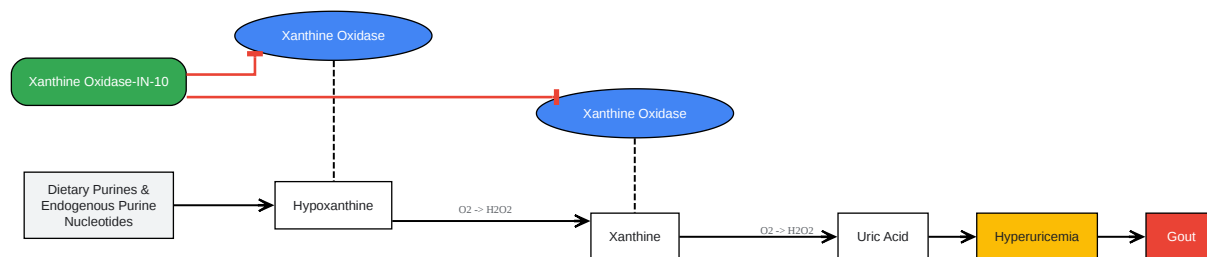 Xanthine Oxidase
Xanthine Oxidase-IN-10
Xanthine Oxidase
Dietary Purines &
Endogenous Purine
Nucleotides
Hypoxanthine
O2 -> H2O2
Xanthine
O2 -> H2O2
Uric Acid
Hyperuricemia
Gout